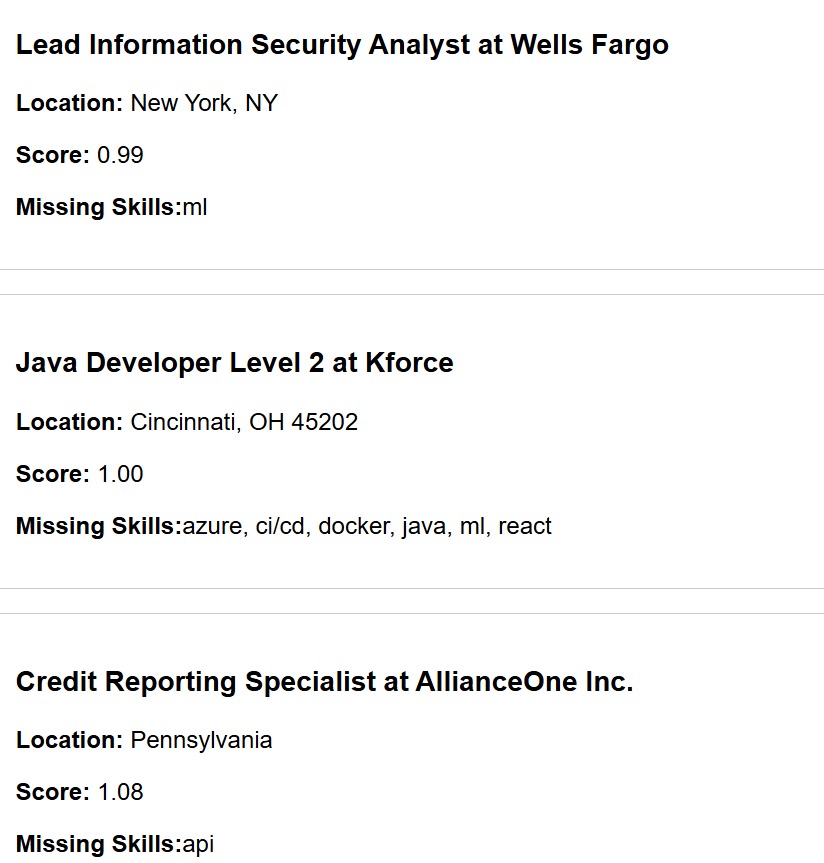 Lead Information Security Analyst at Wells Fargo
Location: New York, NY
Score: 0.99
Missing Skills:ml
Java Developer Level 2 at Kforce
Location: Cincinnati, OH 45202
Score: 1.00
Missing Skills:azure, ci/cd, docker, java, ml, react
Credit Reporting Specialist at AllianceOne Inc.
Location: Pennsylvania
Score: 1.08
Missing Skills:api